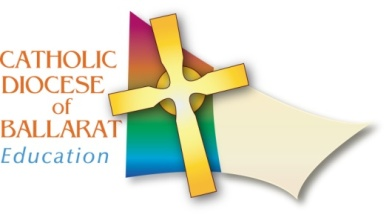 CATHOLIC
DIOCESE
of
BALLARAT
Education